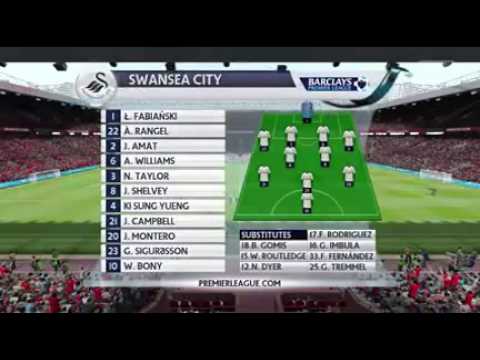 SWANSEA CITY
BARCLAYS
PREMIER LEAGUE
1 Ł. FABIAŃSKI
22 À. RANGEL
2 J. AMAT
6 A. WILLIAMS
3 N. TAYLOR
8 J. SHELVEY
4 KI SUNG YUENG
21 J. CAMPBELL
20 J. MONTERO
23 G. SIGURÐSSON
10 W. BONY
SUBSTITUTES
18.B. GOMIS
15.W. ROUTLEDGE
12.N. DYER
17.F. RODRIGUEZ
16.G. IMBULA
33.F. FERNÁNDEZ
25.G. TREMMEL
PREMIERLEAGUE.COM